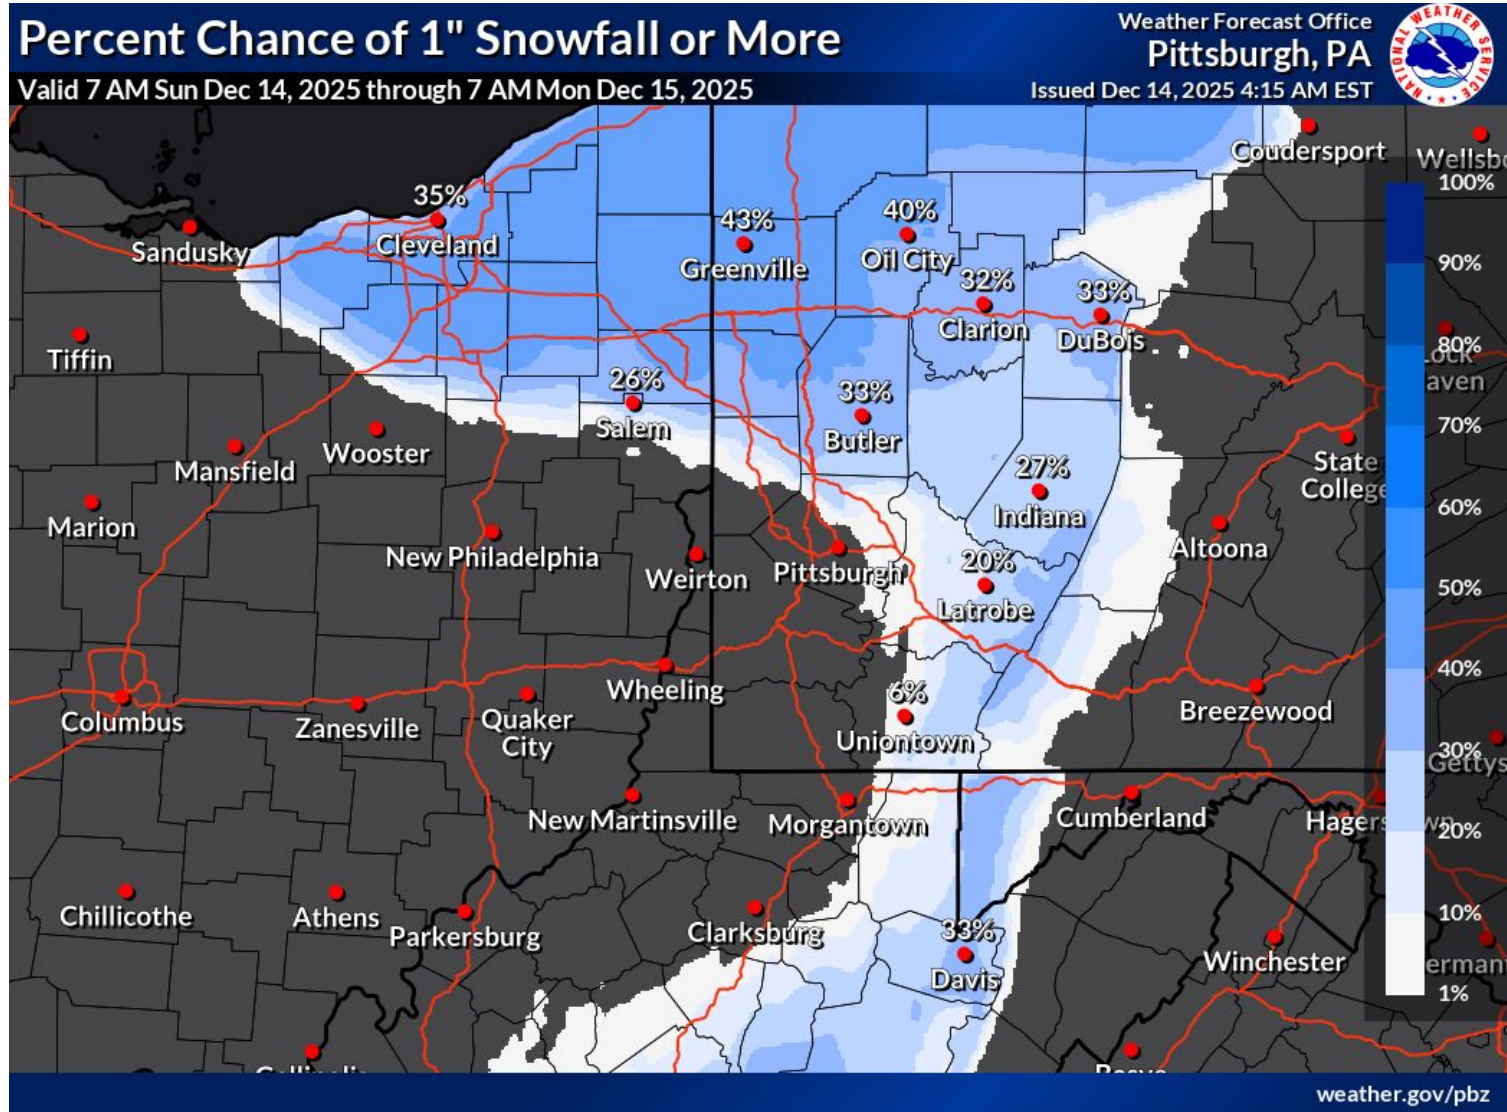 Percent Chance of 1" Snowfall or More
Valid 7 AM Sun Dec 14, 2025 through 7 AM Mon Dec 15, 2025
Weather Forecast Office
Pittsburgh, PA
Issued Dec 14, 2025 4:15 AM EST
NATIONAL WEATHER SERVICE
Coudersport
100%
35%
Cleveland
Sandusky
43%
Greenville
40%
Oil City
32%
Clarion
33%
DuBois
90%
80%
Tiffin
26%
Salem
33%
Butler
70%
Mansfield
Wooster
27%
Indiana
State
College
60%
Marion
New Philadelphia
Weirton
Pittsburgh
20%
Latrobe
Altoona
50%
40%
Columbus
Zanesville
Quaker
City
Wheeling
6%
Uniontown
Breezewood
30%
New Martinsville
Morgantown
Cumberland
20%
Chillicothe
Athens
Parkersburg
Clarksburg
33%
Davis
Winchester
10%
1%
weather.gov/pbz